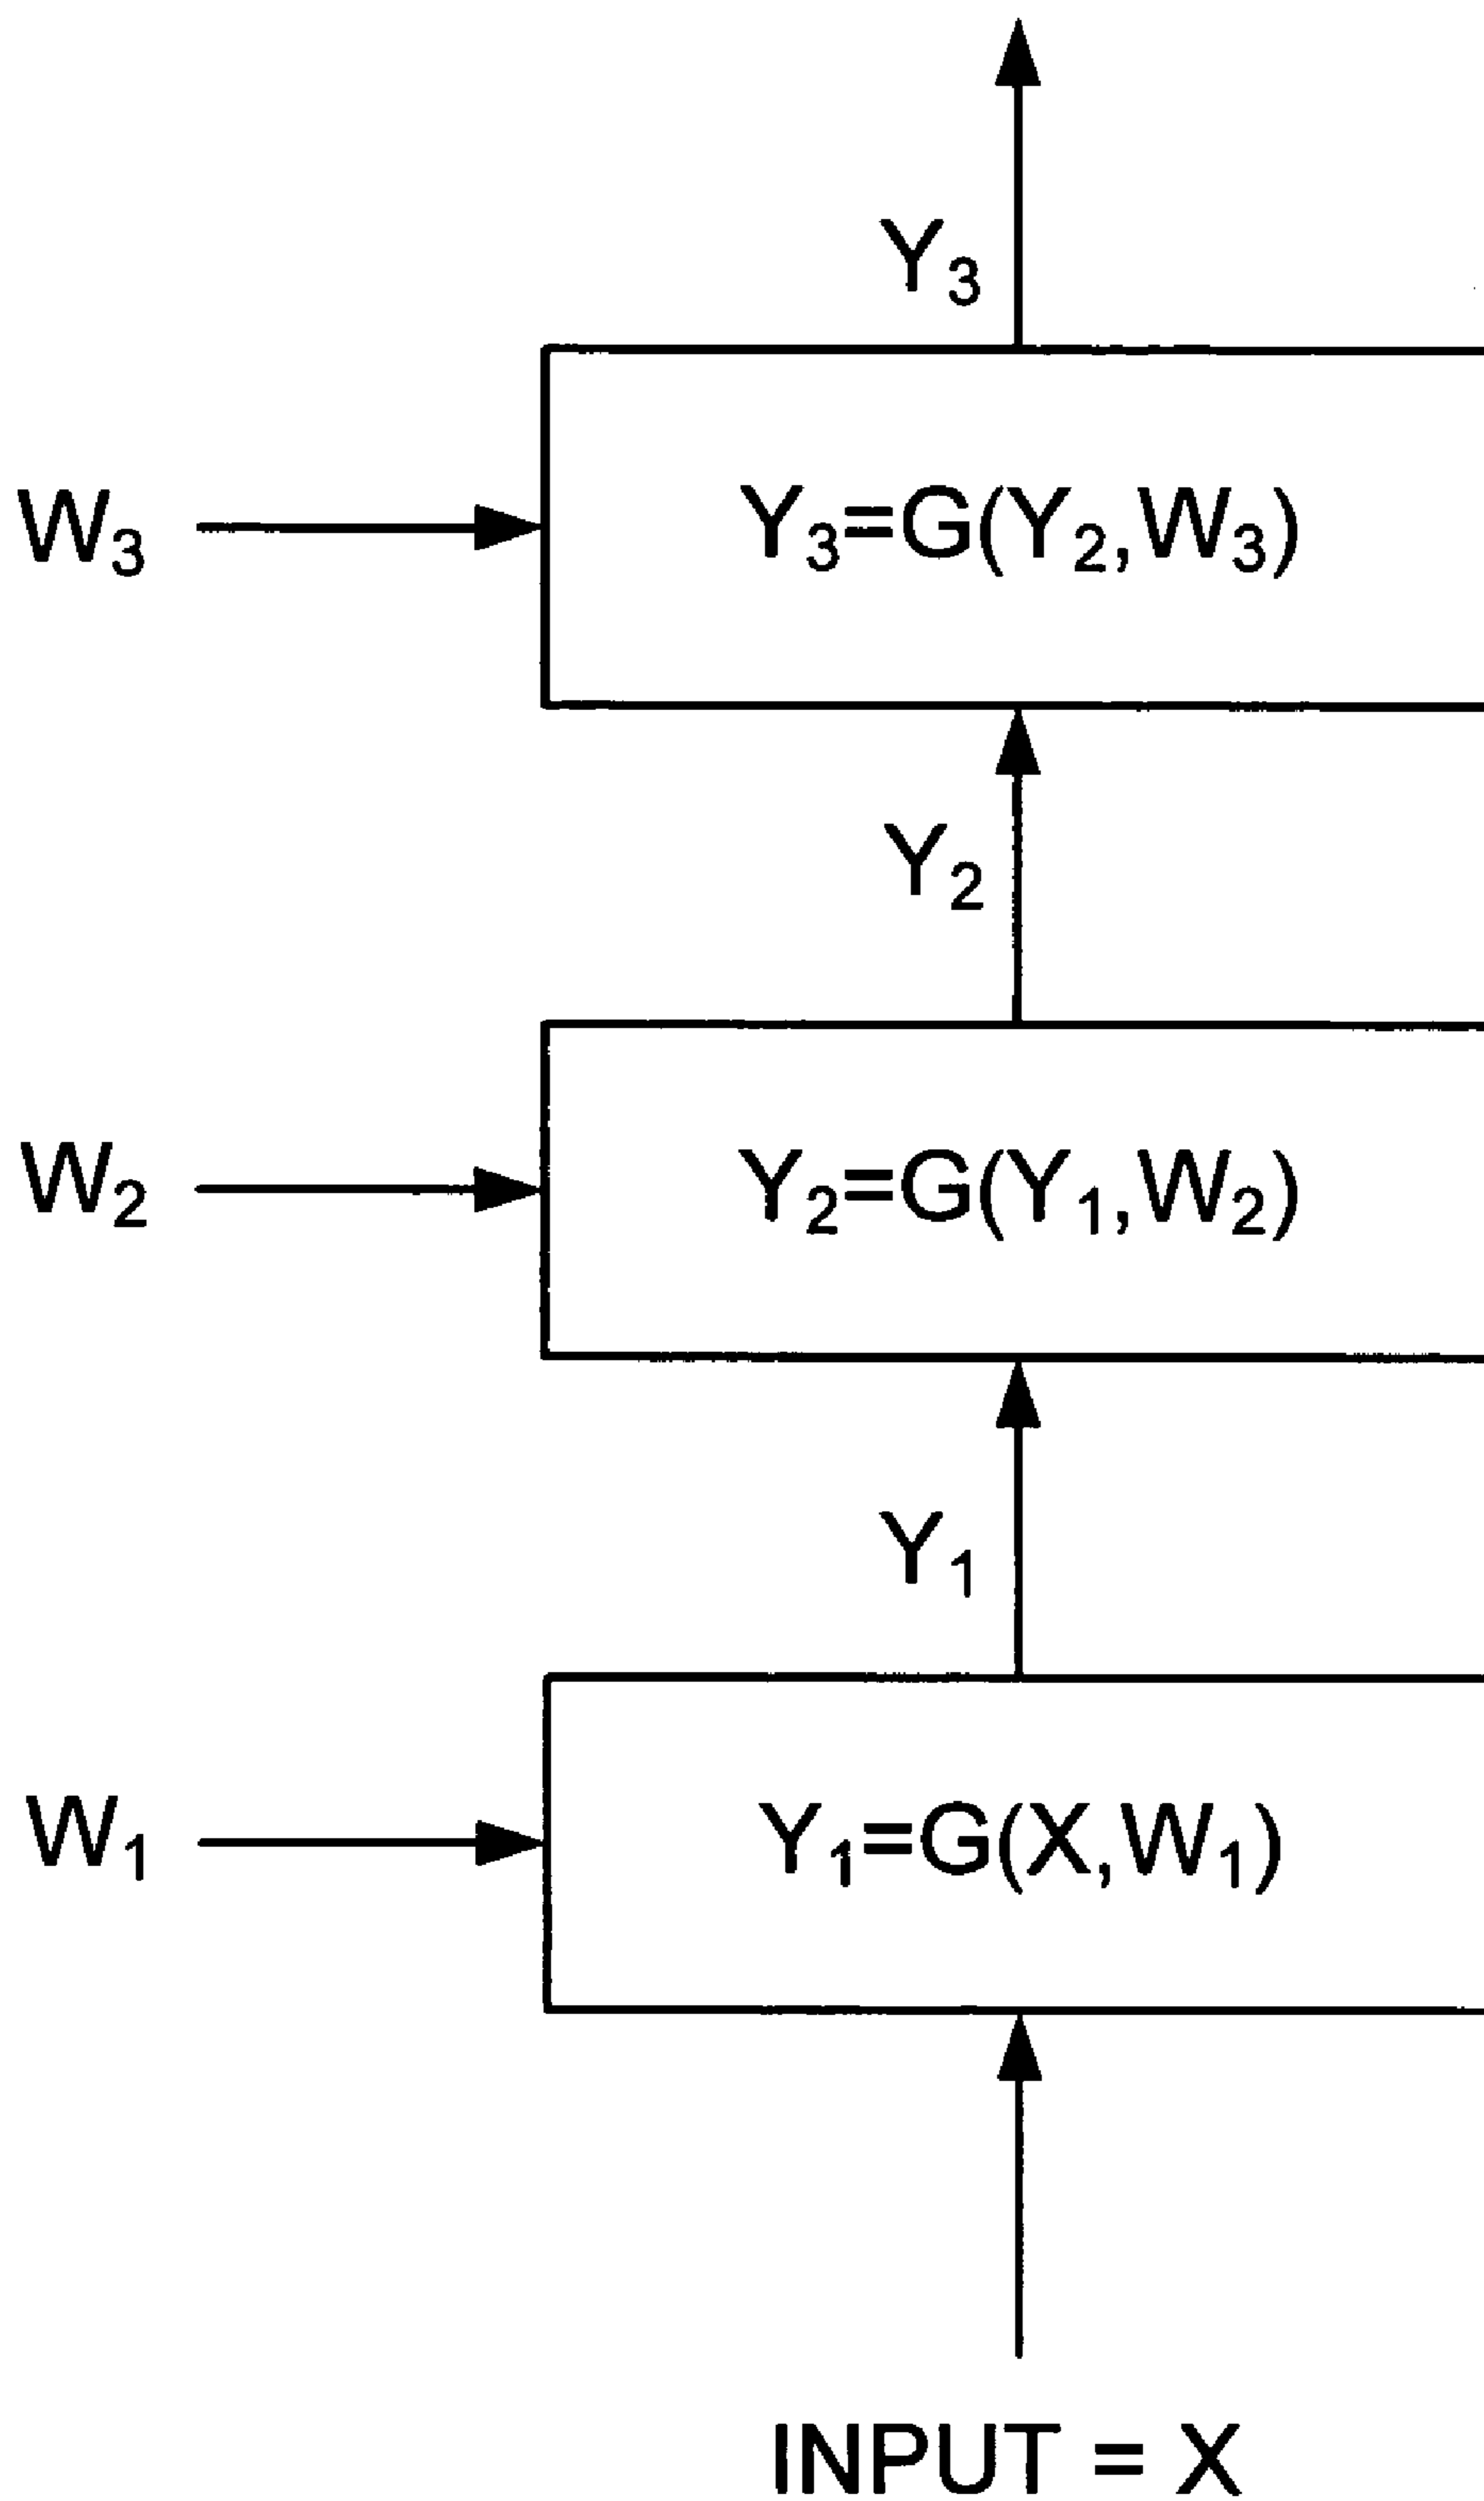 Y₃
W₃
Y₃=G(Y₂,W₃)
Y₂
W₂
Y₂=G(Y₁,W₂)
Y₁
W₁
Y₁=G(X,W₁)
INPUT = X